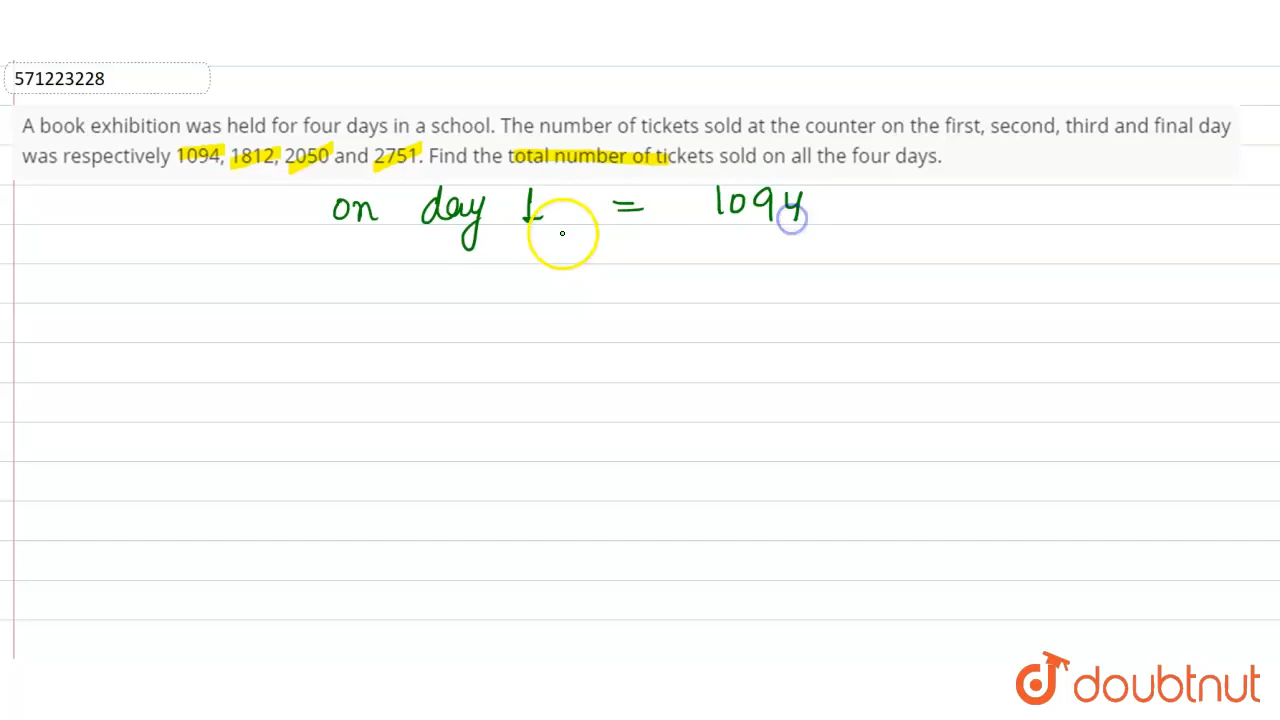 571223228
A book exhibition was held for four days in a school. The number of tickets sold at the counter on the first, second, third and final day
was respectively 1094, 1812, 2050 and 2751. Find the total number of tickets sold on all the four days.
on day 1 = 1094
doubtnut